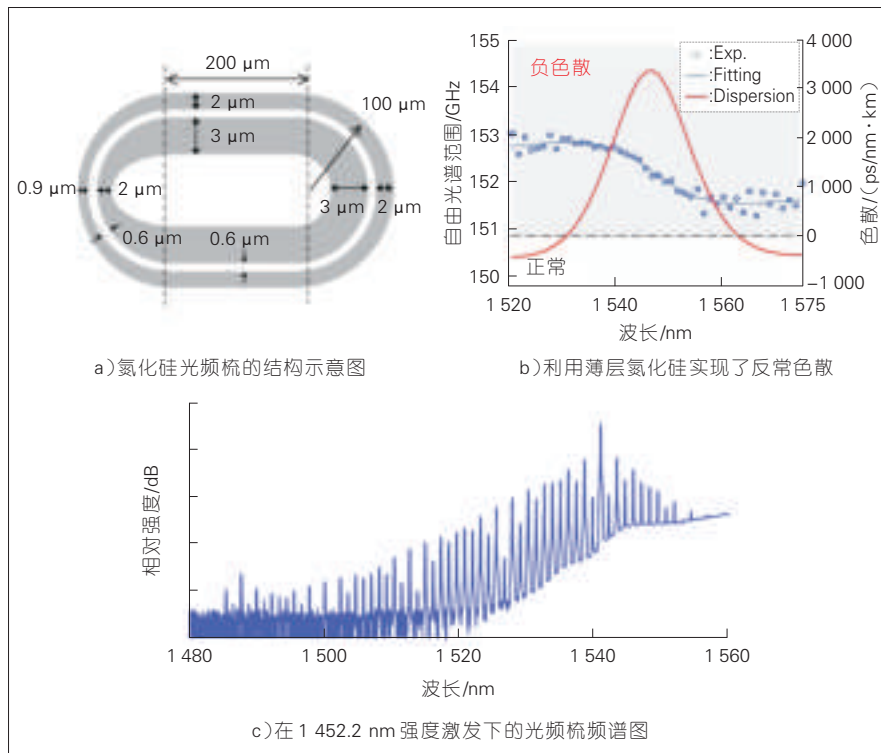 200 μm
2 μm
3 μm
100 μm
0.9 μm
2 μm
3 μm
2 μm
0.6 μm
0.6 μm
a)氮化硅光频梳的结构示意图
155
154
153
152
151
150
自由光谱范围/GHz
负色散
正常
:Exp.
:Fitting
:Dispersion
4 000
3 000
2 000
1 000
0
-1 000
色散/(ps/nm·km)
1 520
1 540
1 560
1 575
波长/nm
b)利用薄层氮化硅实现了反常色散
相对强度/dB
1 480
1 500
1 520
1 540
1 560
波长/nm
c)在 1 452.2 nm 强度激发下的光频梳频谱图